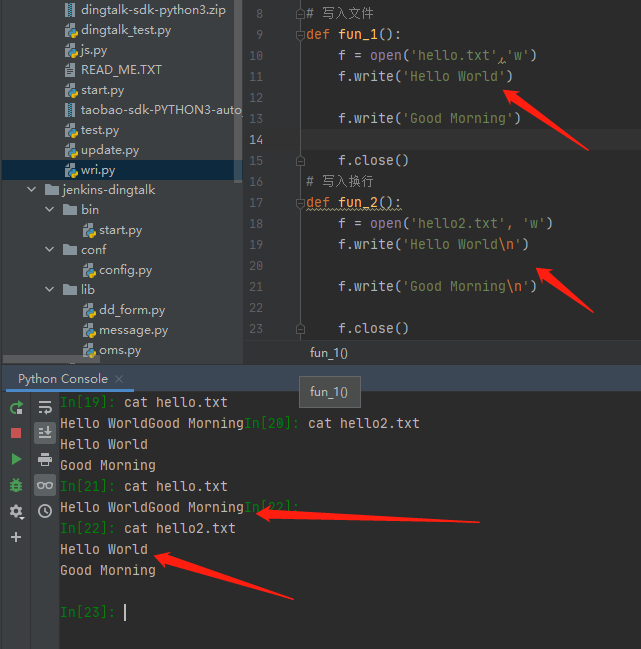 dingtalk-sdk-python3.zip
dingtalk_test.py
js.py
READ_ME.TXT
start.py
taobao-sdk-PYTHON3-auto
test.py
update.py
wri.py
jenkins-dingtalk
bin
start.py
conf
config.py
lib
dd_form.py
message.py
oms.py
8 # 写入文件
9 def fun_1():
10 f = open('hello.txt','w')
11 f.write('Hello World')
12
13 f.write('Good Morning')
14
15 f.close()
16 # 写入换行
17 def fun_2():
18 f = open('hello2.txt', 'w')
19 f.write('Hello World\n')
20
21 f.write('Good Morning\n')
22
23 f.close()
fun_1()
Python Console
fun_1()
In[19]: cat hello.txt
Hello WorldGood MorningIn[20]: cat hello2.txt
Hello World
Good Morning
In[21]: cat hello.txt
Hello WorldGood MorningIn[22]:
In[22]: cat hello2.txt
Hello World
Good Morning
In[23]: